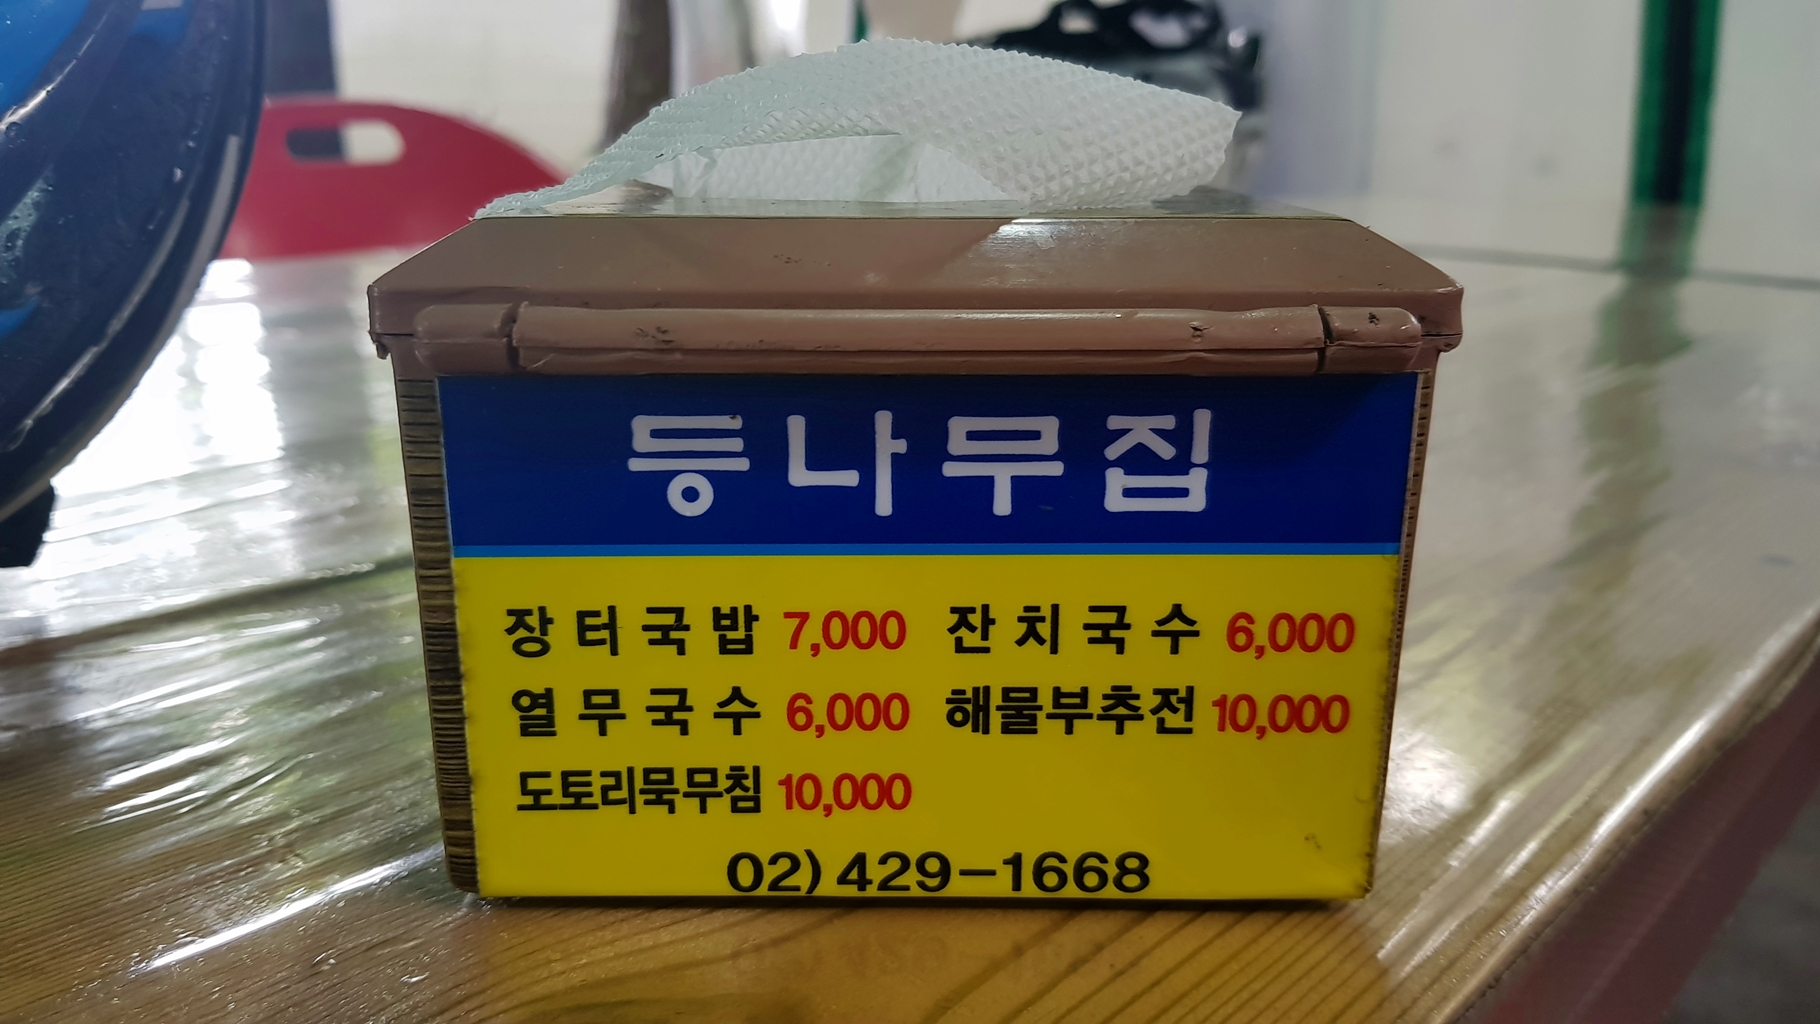 등나무집
장터국밥 7,000 잔치국수 6,000
열무국수 6,000 해물부추전 10,000
도토리묵무침 10,000
02) 429-1668